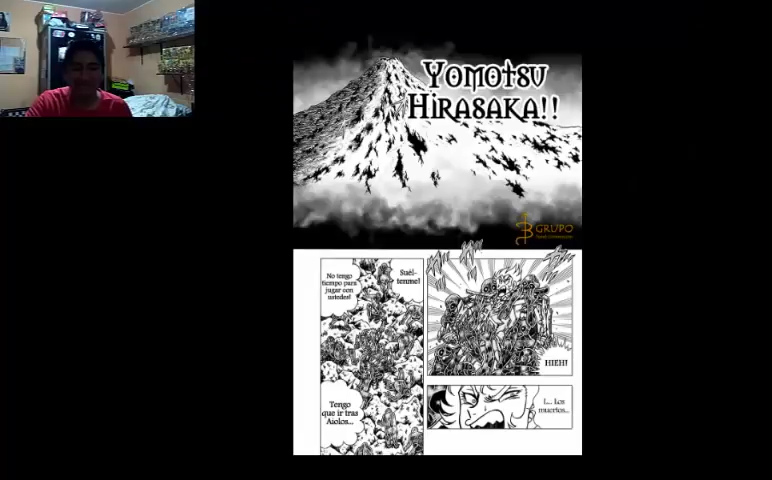 Yomotsu
Hirasaka!!
GRUPO
No tengo
tiempo para
jugar con
ustedes!
Suél-
tenme!
HIEH!
Tengo
que ir tras
Aiolos...
I... Los
muertos...